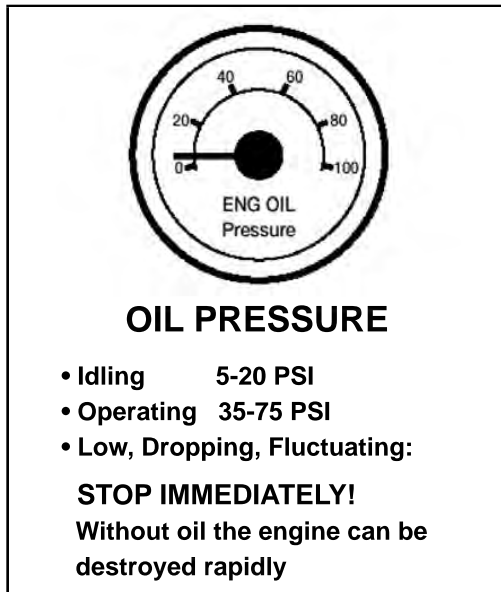 40 60
20 80
0 100
ENG OIL
Pressure
OIL PRESSURE
• Idling 5-20 PSI
• Operating 35-75 PSI
• Low, Dropping, Fluctuating:
STOP IMMEDIATELY!
Without oil the engine can be
destroyed rapidly